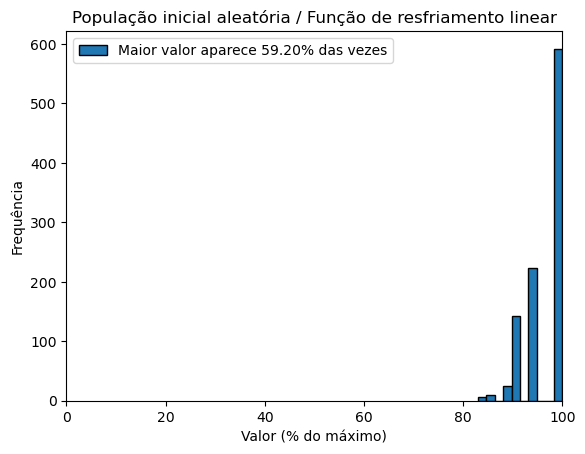 População inicial aleatória / Função de resfriamento linear
Maior valor aparece 59.20% das vezes
600
500
400
300
200
100
0
Frequência
0 20 40 60 80 100
Valor (% do máximo)